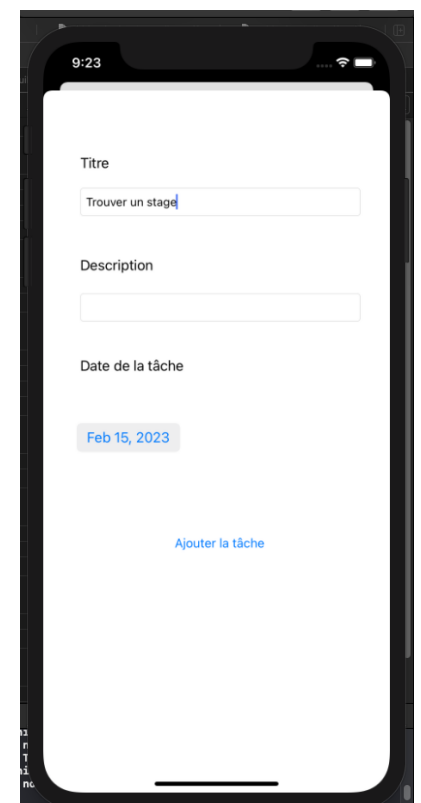 9:23
Titre
Trouver un stage
Description
Date de la tâche
Feb 15, 2023
Ajouter la tâche